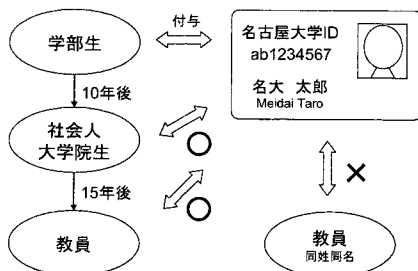 学部生
付与
名古屋大学ID
ab1234567
名大 太郎
Meidai Taro
10年後
社会人
大学院生
15年後
教員
教員
同姓同名